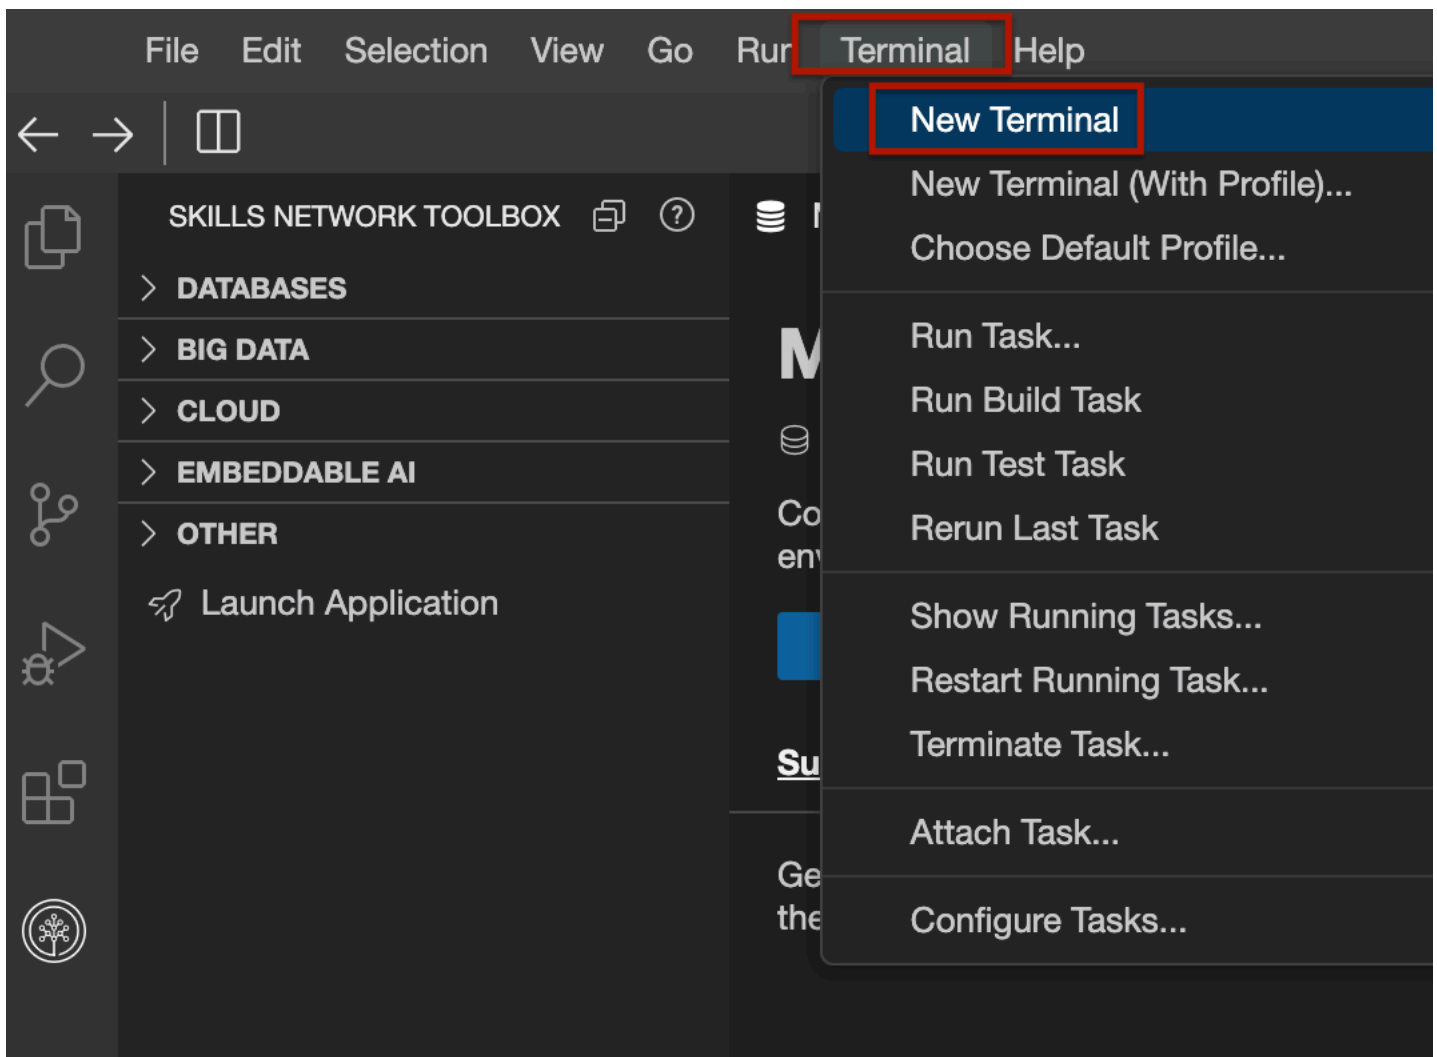 File Edit Selection View Go Run Terminal Help
New Terminal
New Terminal (With Profile)...
Choose Default Profile...
Run Task...
Run Build Task
Run Test Task
Rerun Last Task
Show Running Tasks...
Restart Running Task...
Terminate Task...
Attach Task...
Configure Tasks...
SKILLS NETWORK TOOLBOX
DATABASES
BIG DATA
CLOUD
EMBEDDABLE AI
OTHER
Launch Application